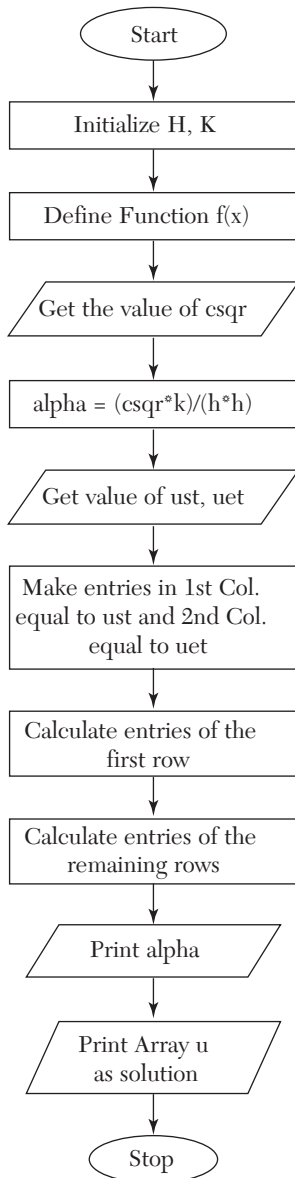 Start
Initialize H, K
Define Function f(x)
Get the value of csqr
alpha = (csqr*k)/(h*h)
Get value of ust, uet
Make entries in 1st Col.
equal to ust and 2nd Col.
equal to uet
Calculate entries of the
first row
Calculate entries of the
remaining rows
Print alpha
Print Array u
as solution
Stop